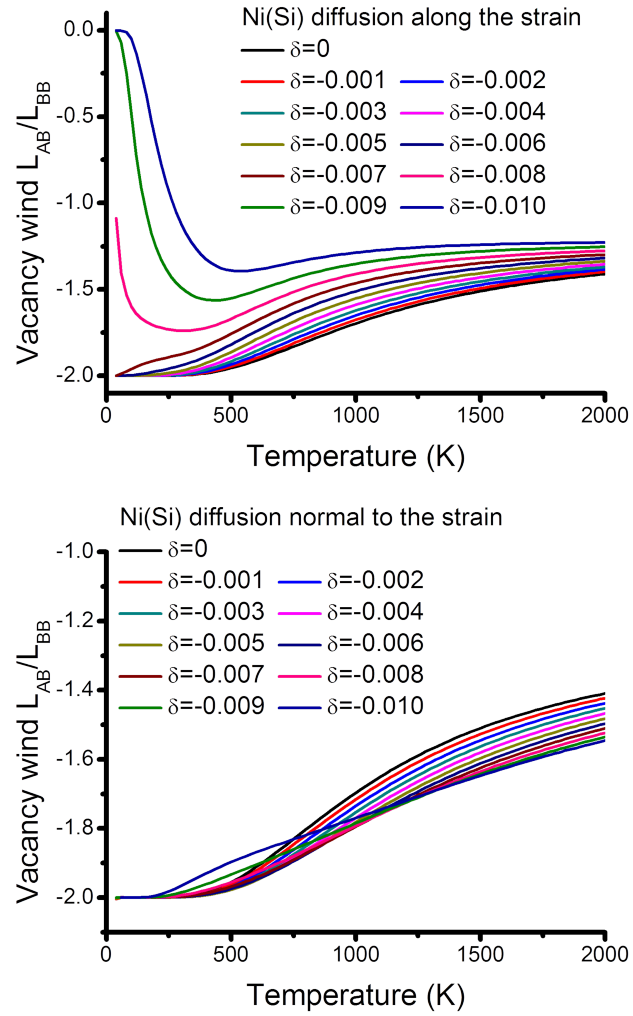 Ni(Si) diffusion along the strain
δ=0
δ=-0.001 δ=-0.002
δ=-0.003 δ=-0.004
δ=-0.005 δ=-0.006
δ=-0.007 δ=-0.008
δ=-0.009 δ=-0.010
Vacancy wind L_AB/L_BB
0.0
-0.5
-1.0
-1.5
-2.0
0 500 1000 1500 2000
Temperature (K)
Ni(Si) diffusion normal to the strain
δ=0
δ=-0.001 δ=-0.002
δ=-0.003 δ=-0.004
δ=-0.005 δ=-0.006
δ=-0.007 δ=-0.008
δ=-0.009 δ=-0.010
Vacancy wind L_AB/L_BB
-1.0
-1.2
-1.4
-1.6
-1.8
-2.0
0 500 1000 1500 2000
Temperature (K)